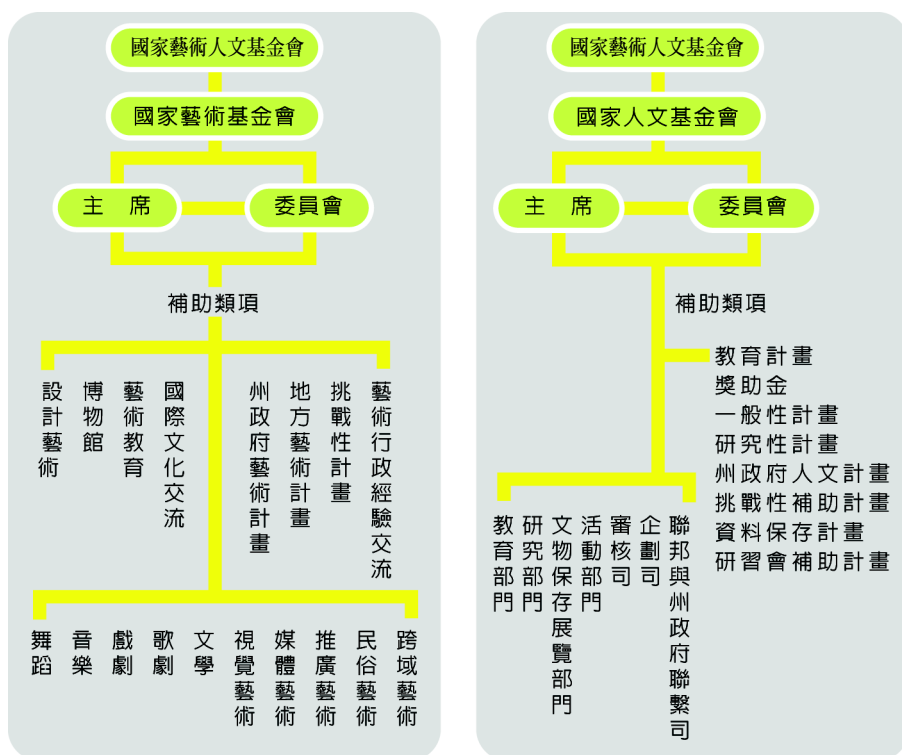 國家藝術人文基金會
國家藝術基金會
主 席
委員會
補助類項
設計藝術
博物館
藝術教育
國際文化交流
州政府藝術計畫
地方藝術計畫
挑戰性計畫
藝術行政經驗交流
舞蹈
音樂
戲劇
歌劇
文學
視覺藝術
媒體藝術
推廣藝術
民俗藝術
跨域藝術
國家藝術人文基金會
國家人文基金會
主 席
委員會
補助類項
教育計畫
獎助金
一般性計畫
研究性計畫
州政府人文計畫
挑戰性補助計畫
資料保存計畫
研習會補助計畫
教育部門
研究部門
文物保存展覽部門
活動部門
審核司
企劃司
聯邦與州政府聯繫司